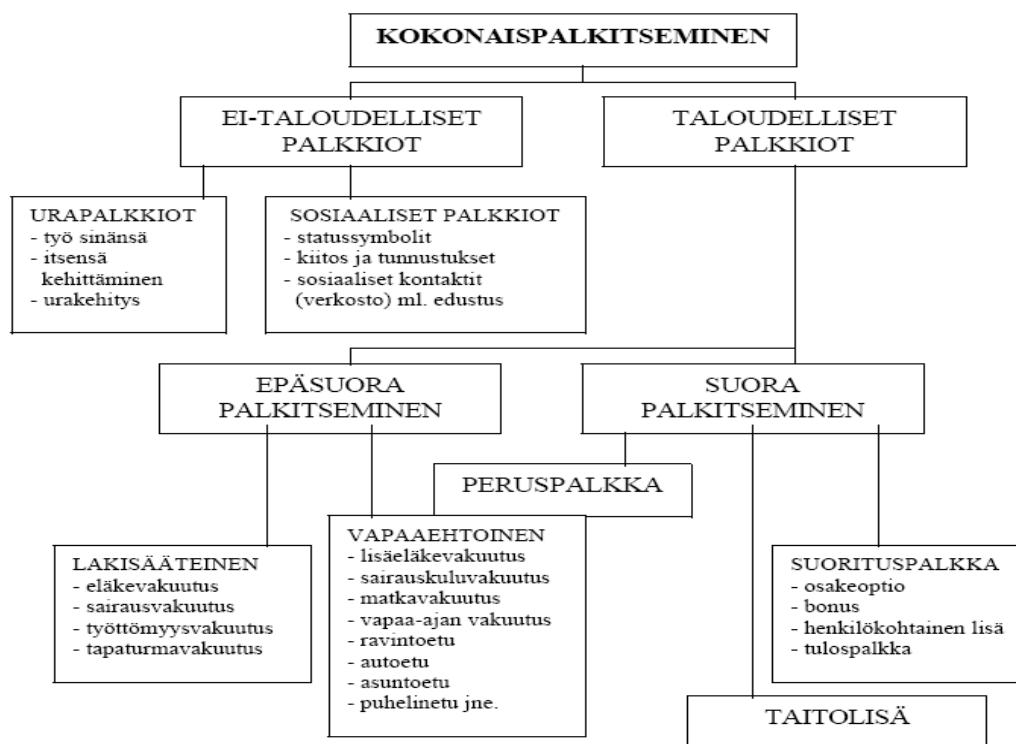 KOKONAISPALKITSEMINEN
EI-TALOUDELLISET
PALKKIOT
TALOUDELLISET
PALKKIOT
URAPALKKIOT
- työ sinänsä
- itsensä
kehittäminen
- urakehitys
SOSIAALISET PALKKIOT
- statussymbolit
- kiitos ja tunnustukset
- sosiaaliset kontaktit
(verkosto) ml. edustus
EPÄSUORA
PALKITSEMINEN
SUORA
PALKITSEMINEN
PERUSPALKKA
LAKISÄÄTEINEN
- eläkevakuutus
- sairausvakuutus
- työttömyysvakuutus
- tapaturmavakuutus
VAPAAEHTOINEN
- lisäeläkevakuutus
- sairauskuluvakuutus
- matkavakuutus
- vapaa-ajan vakuutus
- ravintoetu
- autoetu
- asuntoetu
- puhelinetu jne.
SUORITUSPALKKA
- osakeoptio
- bonus
- henkilökohtainen lisä
- tulospalkka
TAITOLISÄ